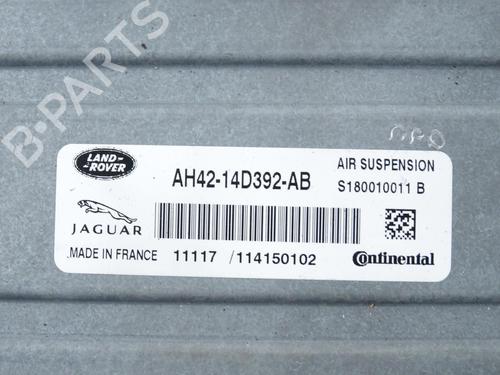 B-PARTS
LAND-
ROVER
AH42-14D392-AB
AIR SUSPENSION
S180010011 B
JAGUAR
MADE IN FRANCE
11117 /114150102
Continental